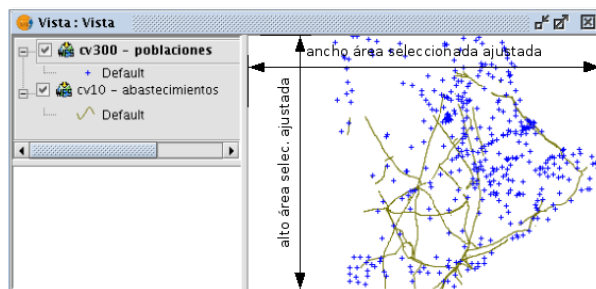 Vista : Vista
cv300 - poblaciones
Default
cv10 - abastecimientos
Default
ancho área seleccionada ajustada
alto área selec. ajustada